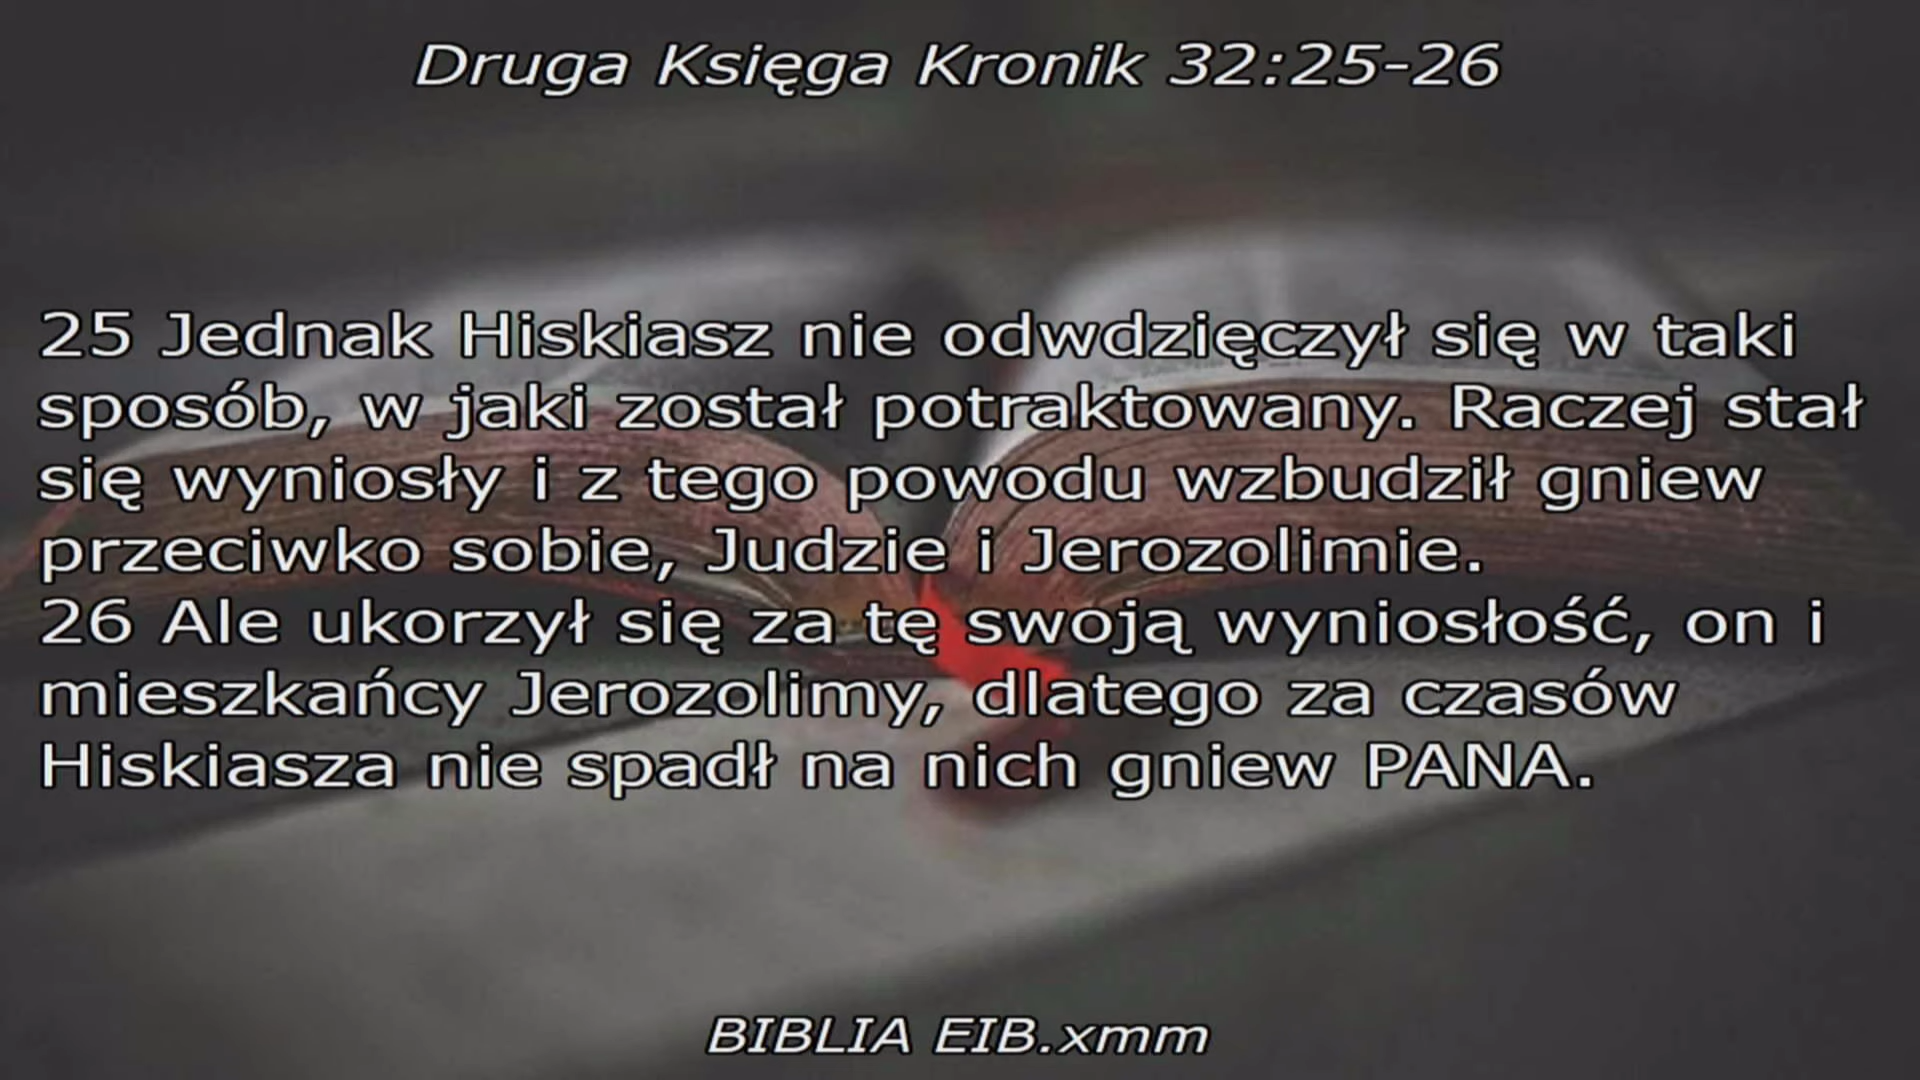 Druga Księga Kronik 32:25-26
25 Jednak Hiskiasz nie odwdzięczył się w taki
sposób, w jaki został potraktowany. Raczej stał
się wyniosły i z tego powodu wzbudził gniew
przeciwko sobie, Judzie i Jerozolimie.
26 Ale ukorzył się za tę swoją wyniosłość, on i
mieszkańcy Jerozolimy, dlatego za czasów
Hiskiasza nie spadł na nich gniew PANA.
BIBLIA EIB.xmm